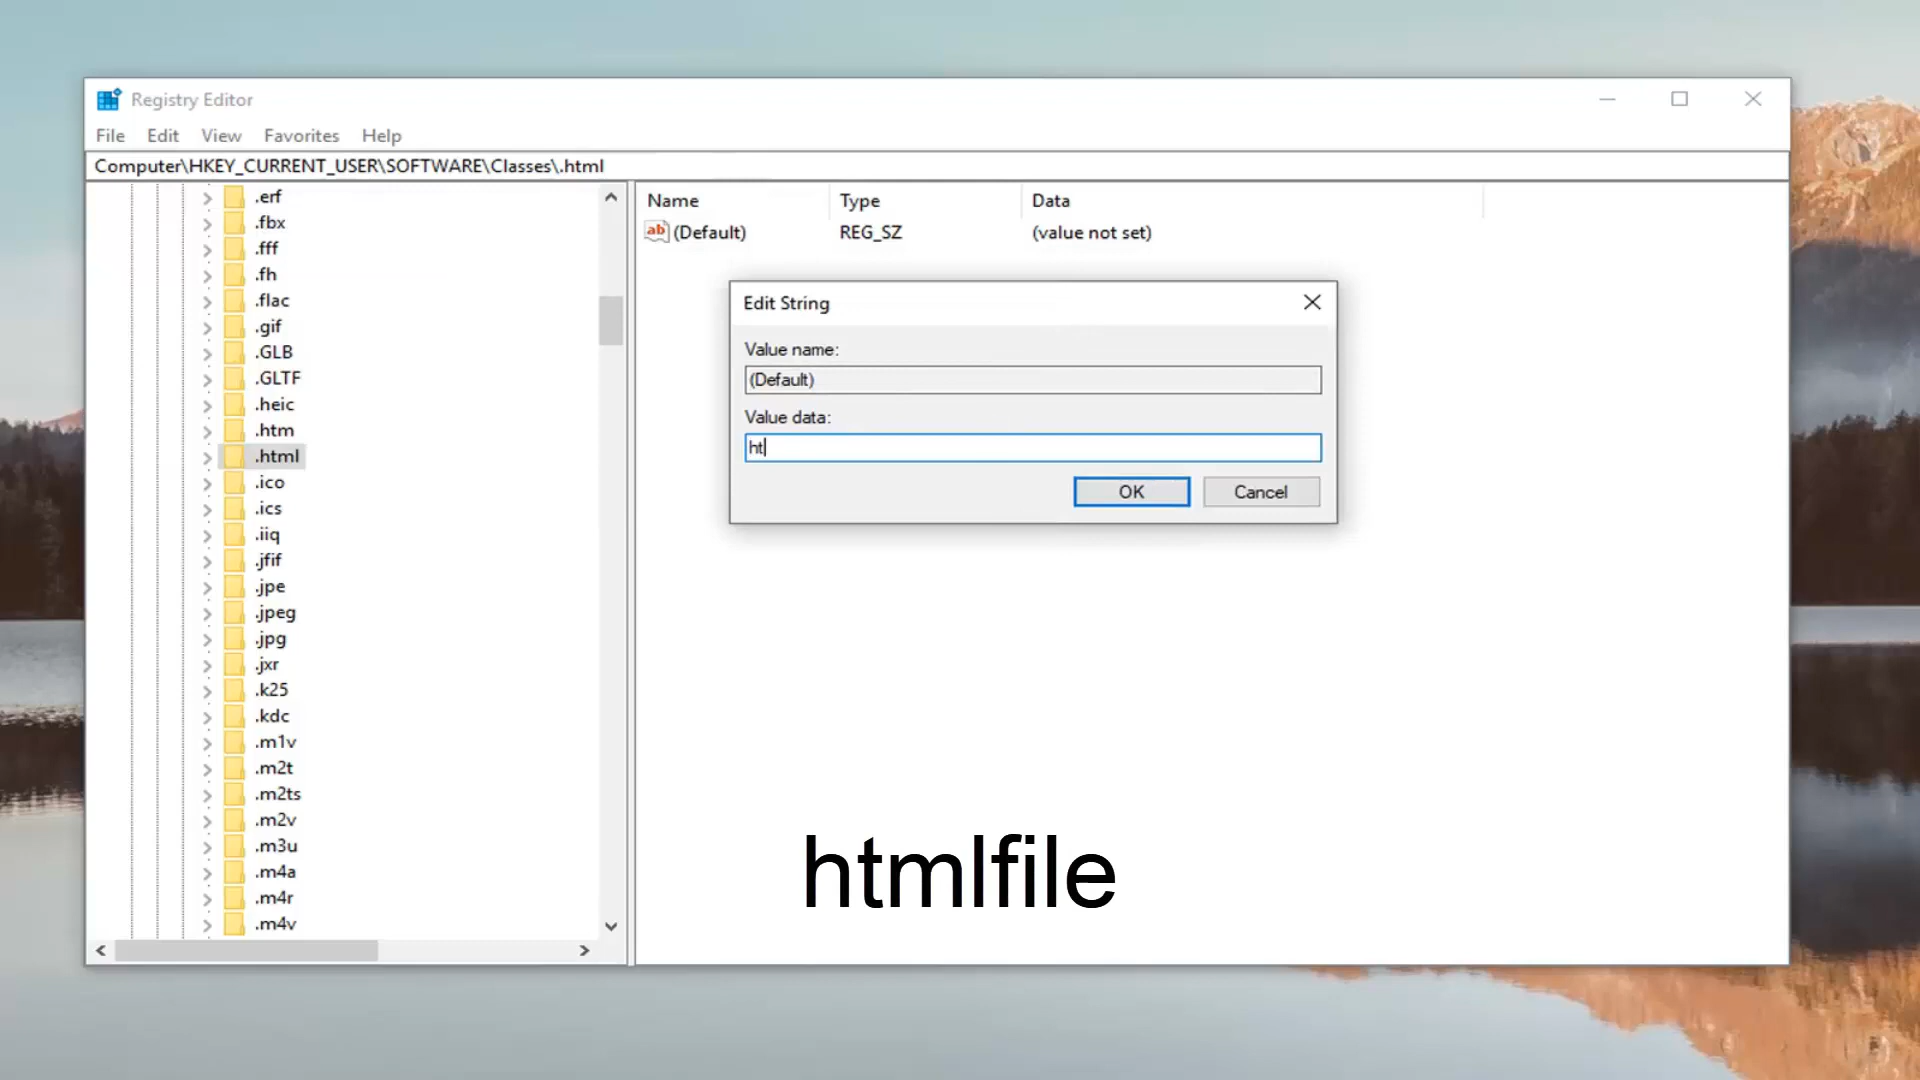 Registry Editor
File Edit View Favorites Help
Computer\HKEY_CURRENT_USER\SOFTWARE\Classes\.html
.erf
.fbx
.fff
.fh
.flac
.gif
.GLB
.GLTF
.heic
.htm
.html
.ico
.ics
.iiq
.jfif
.jpe
.jpeg
.jpg
.jxr
.k25
.kdc
.m1v
.m2t
.m2ts
.m2v
.m3u
.m4a
.m4r
.m4v
Name Type Data
ab (Default) REG_SZ (value not set)
Edit String
Value name:
(Default)
Value data:
ht
OK Cancel
htmlfile